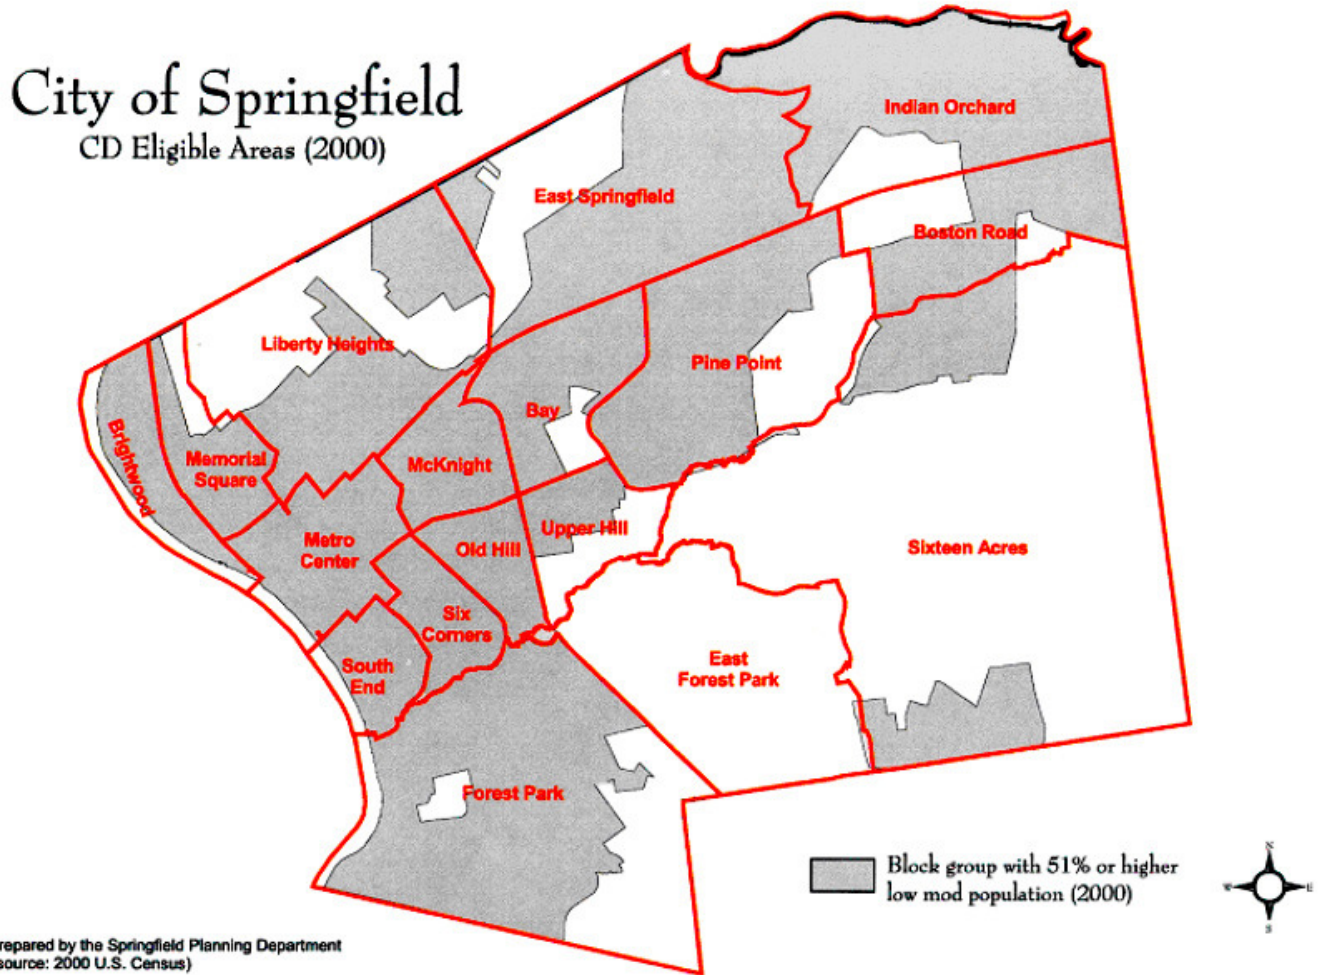 City of Springfield
CD Eligible Areas (2000)
Indian Orchard
East Springfield
Boston Road
Liberty Heights
Pine Point
Bay
Brightwood
Memorial
Square
McKnight
Upper Hill
Metro
Center
Old Hill
Sixteen Acres
Six
Corners
East
Forest Park
South
End
Forest Park
Block group with 51% or higher
low mod population (2000)
N
W
E
S
repared by the Springfield Planning Department
source: 2000 U.S. Census)